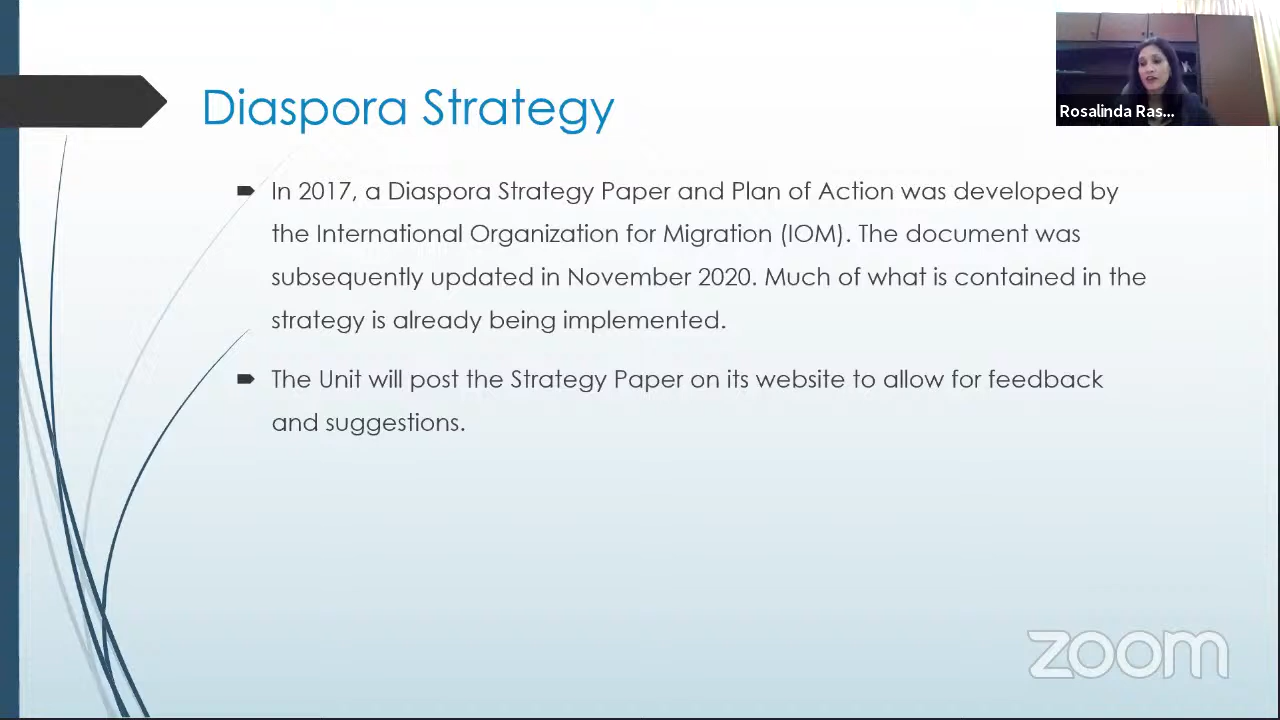 Diaspora Strategy
Rosalinda Ras...
In 2017, a Diaspora Strategy Paper and Plan of Action was developed by
the International Organization for Migration (IOM). The document was
subsequently updated in November 2020. Much of what is contained in the
strategy is already being implemented.
The Unit will post the Strategy Paper on its website to allow for feedback
and suggestions.
zoom